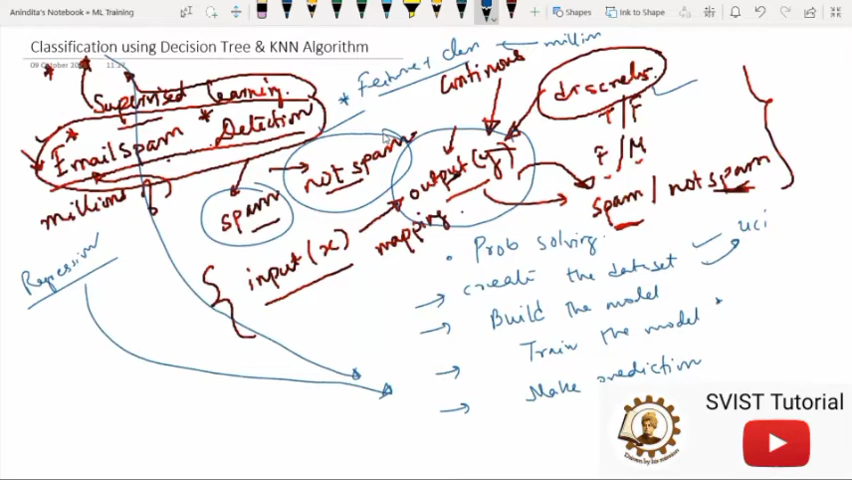 Anindita's Notebook » ML Training
Shapes
Ink to Shape
Classification using Decision Tree & KNN Algorithm
09 October
Feature + class
million
continous
discrete
Supervised Learning
Email spam Detection
T/F
F/M
not spam
output (y)
spam / not spam
millions
spam
input (x)
mapping
Regression
Prob solving
uci
create the dataset
Build the model
Train the model
Make prediction
SVIST Tutorial